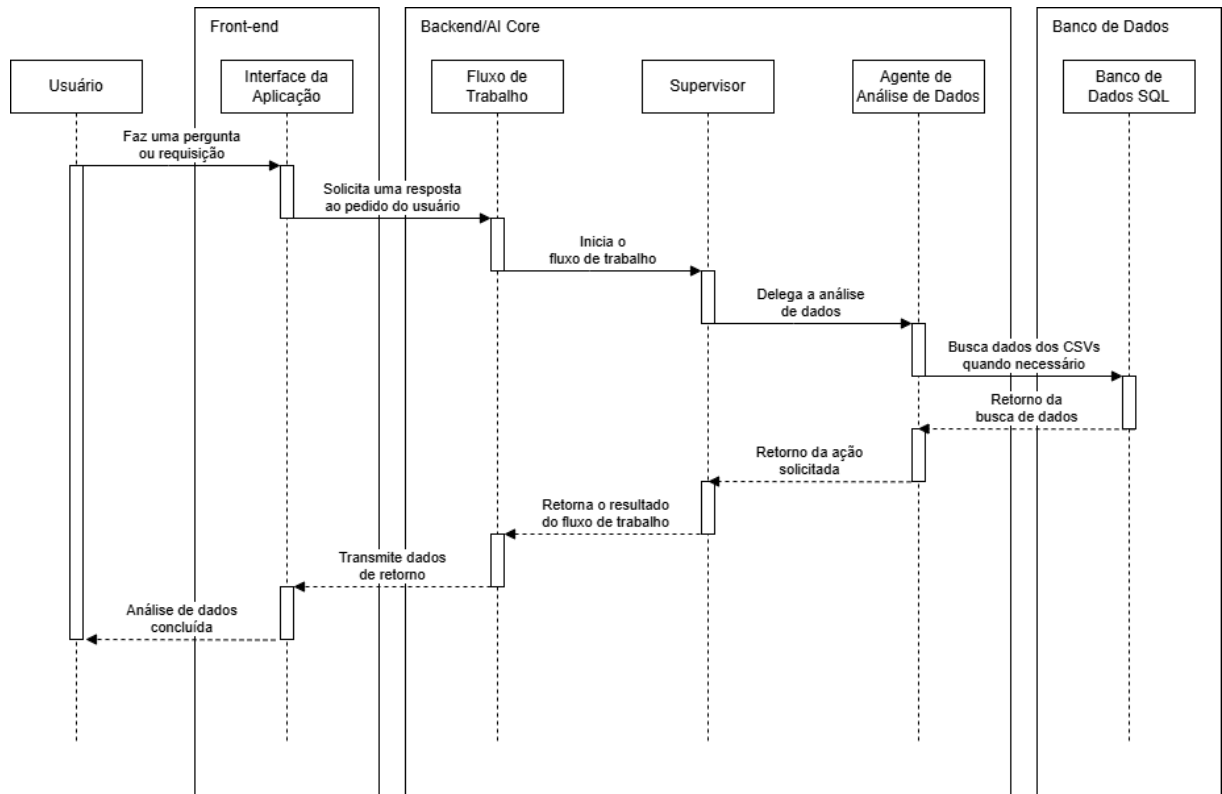 Front-end
Backend/AI Core
Banco de Dados
Usuário
Interface da
Aplicação
Fluxo de
Trabalho
Supervisor
Agente de
Análise de Dados
Banco de
Dados SQL
Faz uma pergunta
ou requisição
Solicita uma resposta
ao pedido do usuário
Inicia o
fluxo de trabalho
Delega a análise
de dados
Busca dados dos CSVs
quando necessário
Retorno da
busca de dados
Retorno da ação
solicitada
Retorna o resultado
do fluxo de trabalho
Transmite dados
de retorno
Análise de dados
concluída